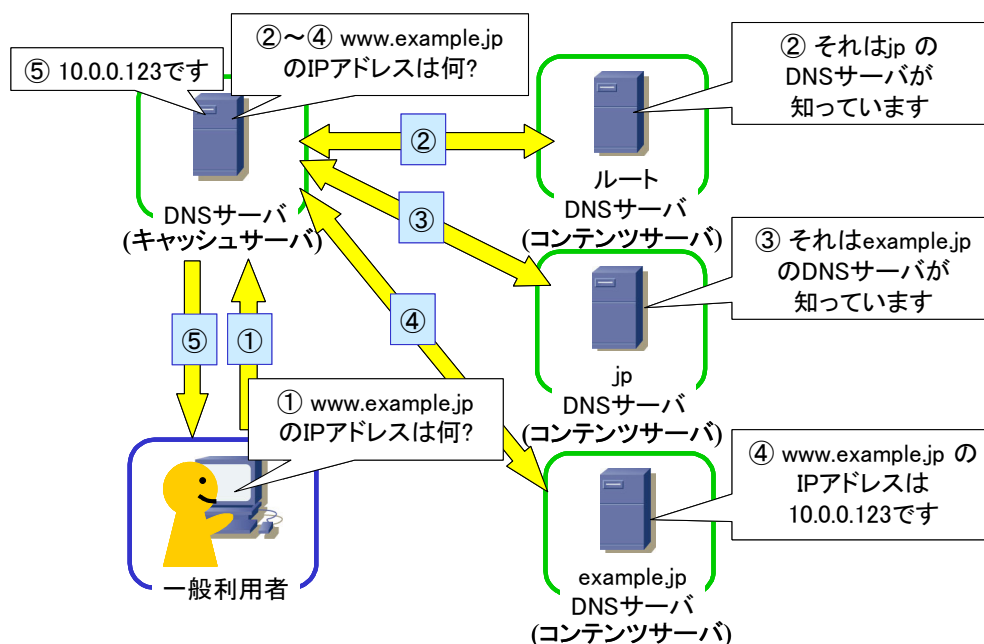 ②～④ www.example.jp
のIPアドレスは何?
⑤ 10.0.0.123です
② それはjp の
DNSサーバが
知っています
②
ルート
DNSサーバ
(コンテンツサーバ)
DNSサーバ
(キャッシュサーバ)
③
③ それはexample.jp
のDNSサーバが
知っています
④
⑤
①
jp
DNSサーバ
(コンテンツサーバ)
① www.example.jp
のIPアドレスは何?
④ www.example.jp の
IPアドレスは
10.0.0.123です
一般利用者
example.jp
DNSサーバ
(コンテンツサーバ)